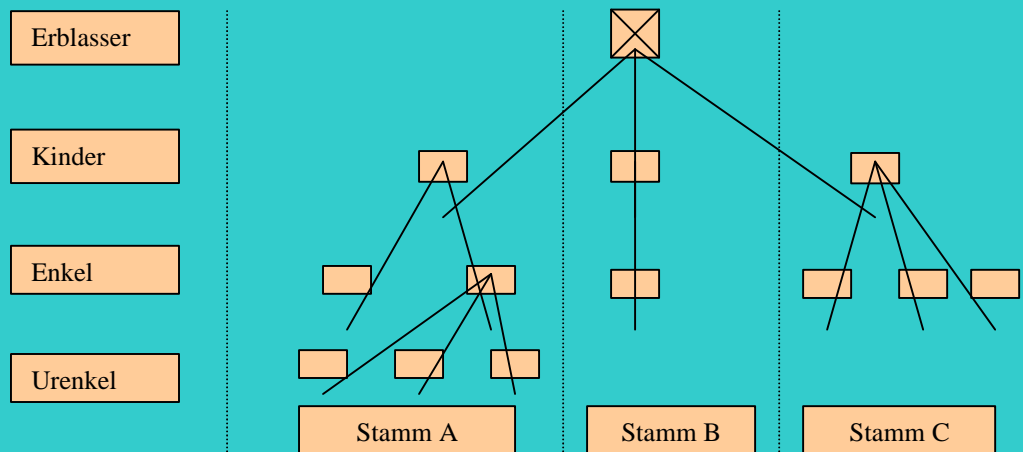 Erblasser
Kinder
Enkel
Urenkel
Stamm A
Stamm B
Stamm C